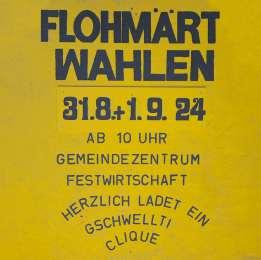 FLOHMÄRT
WAHLEN
31.8.+1.9.24
AB 10 UHR
GEMEINDEZENTRUM
FESTWIRTSCHAFT
HERZLICH LADET EIN
GSCHWELLTI
CLIQUE